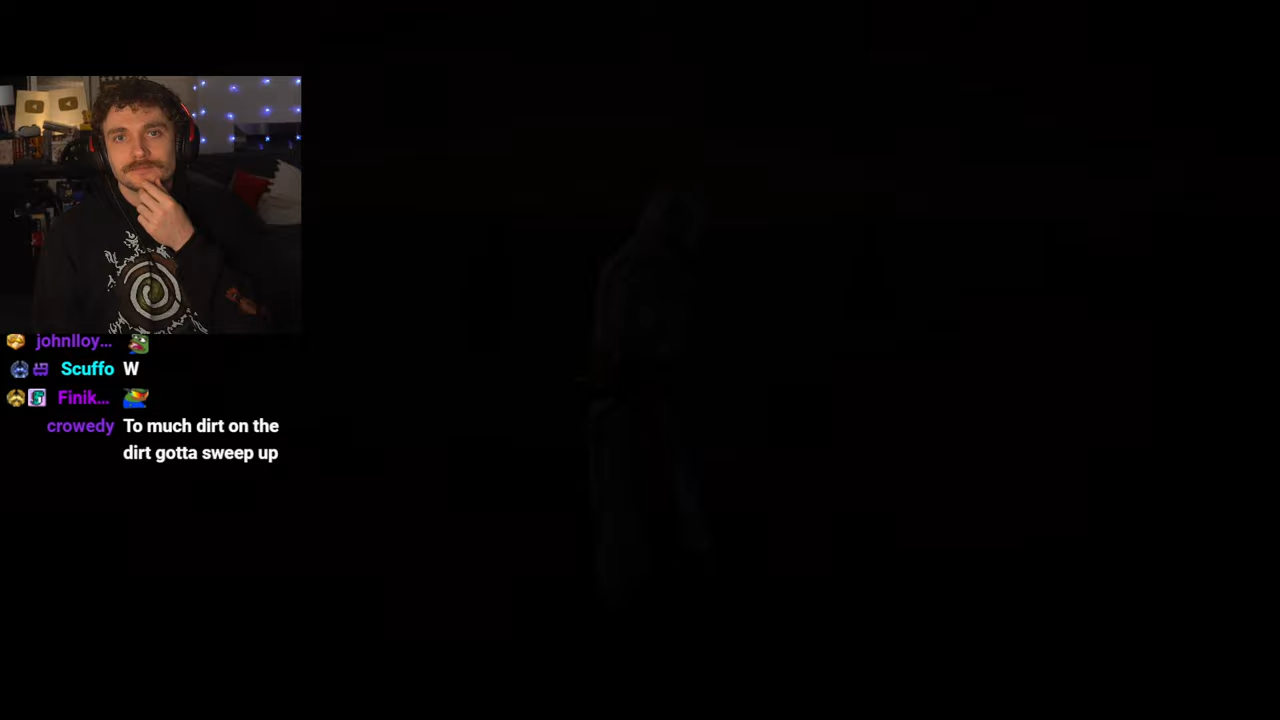 johnlloy...
Scuffo W
Finik...
crowedy To much dirt on the
dirt gotta sweep up